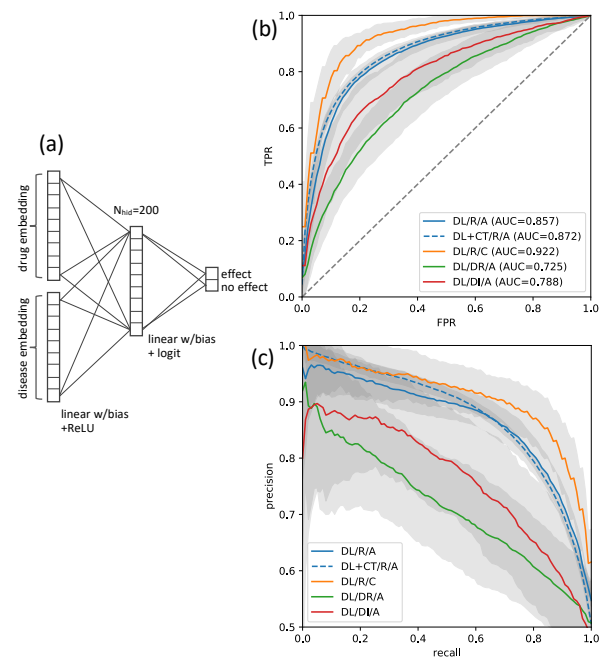 (a)
drug embedding
disease embedding
N_hid=200
effect
no effect
linear w/bias
+ logit
linear w/bias
+ReLU
(b)
1.0
0.8
0.6
0.4
0.2
0.0
TPR
0.0 0.2 0.4 0.6 0.8 1.0
FPR
DL/R/A (AUC=0.857)
DL+CT/R/A (AUC=0.872)
DL/R/C (AUC=0.922)
DL/DR/A (AUC=0.725)
DL/DI/A (AUC=0.788)
(c)
1.0
0.9
0.8
0.7
0.6
0.5
precision
0.0 0.2 0.4 0.6 0.8 1.0
recall
DL/R/A
DL+CT/R/A
DL/R/C
DL/DR/A
DL/DI/A